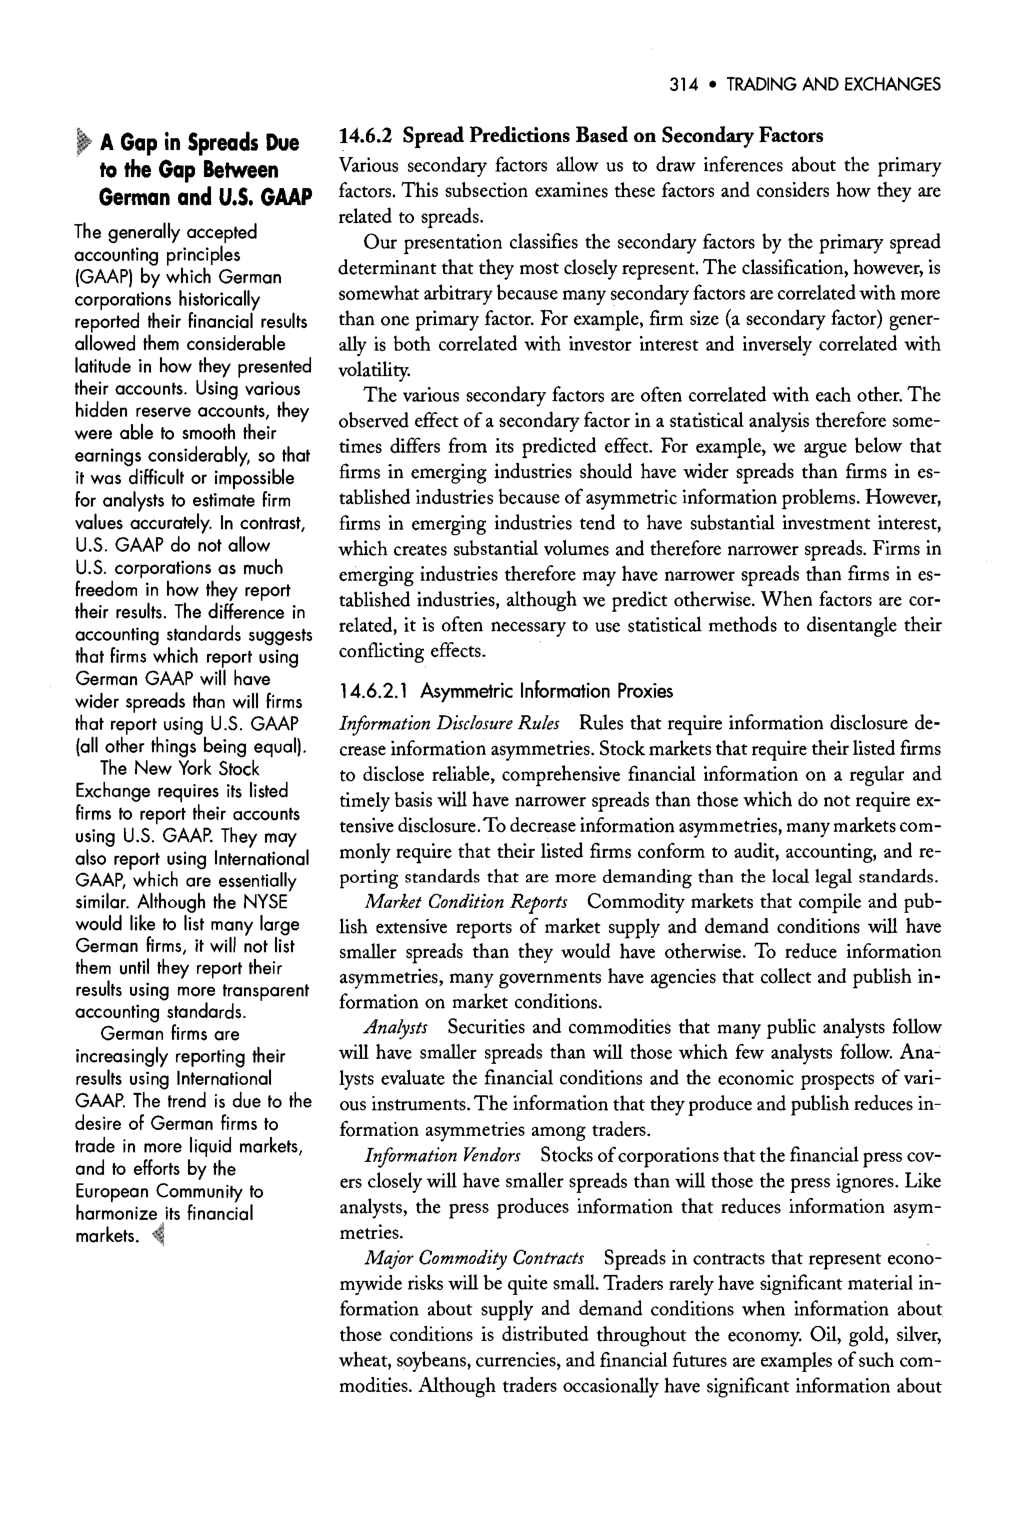 314 • TRADING AND EXCHANGES
A Gap in Spreads Due
to the Gap Between
German and U.S. GAAP
The generally accepted
accounting principles
(GAAP) by which German
corporations historically
reported their financial results
allowed them considerable
latitude in how they presented
their accounts. Using various
hidden reserve accounts, they
were able to smooth their
earnings considerably, so that
it was difficult or impossible
for analysts to estimate firm
values accurately. In contrast,
U.S. GAAP do not allow
U.S. corporations as much
freedom in how they report
their results. The difference in
accounting standards suggests
that firms which report using
German GAAP will have
wider spreads than will firms
that report using U.S. GAAP
(all other things being equal).
The New York Stock
Exchange requires its listed
firms to report their accounts
using U.S. GAAP. They may
also report using International
GAAP, which are essentially
similar. Although the NYSE
would like to list many large
German firms, it will not list
them until they report their
results using more transparent
accounting standards.
German firms are
increasingly reporting their
results using International
GAAP. The trend is due to the
desire of German firms to
trade in more liquid markets,
and to efforts by the
European Community to
harmonize its financial
markets.
14.6.2 Spread Predictions Based on Secondary Factors
Various secondary factors allow us to draw inferences about the primary
factors. This subsection examines these factors and considers how they are
related to spreads.
Our presentation classifies the secondary factors by the primary spread
determinant that they most closely represent. The classification, however, is
somewhat arbitrary because many secondary factors are correlated with more
than one primary factor. For example, firm size (a secondary factor) gener-
ally is both correlated with investor interest and inversely correlated with
volatility.
The various secondary factors are often correlated with each other. The
observed effect of a secondary factor in a statistical analysis therefore some-
times differs from its predicted effect. For example, we argue below that
firms in emerging industries should have wider spreads than firms in es-
tablished industries because of asymmetric information problems. However,
firms in emerging industries tend to have substantial investment interest,
which creates substantial volumes and therefore narrower spreads. Firms in
emerging industries therefore may have narrower spreads than firms in es-
tablished industries, although we predict otherwise. When factors are cor-
related, it is often necessary to use statistical methods to disentangle their
conflicting effects.
14.6.2.1 Asymmetric Information Proxies
Information Disclosure Rules Rules that require information disclosure de-
crease information asymmetries. Stock markets that require their listed firms
to disclose reliable, comprehensive financial information on a regular and
timely basis will have narrower spreads than those which do not require ex-
tensive disclosure. To decrease information asymmetries, many markets com-
monly require that their listed firms conform to audit, accounting, and re-
porting standards that are more demanding than the local legal standards.
Market Condition Reports Commodity markets that compile and pub-
lish extensive reports of market supply and demand conditions will have
smaller spreads than they would have otherwise. To reduce information
asymmetries, many governments have agencies that collect and publish in-
formation on market conditions.
Analysts Securities and commodities that many public analysts follow
will have smaller spreads than will those which few analysts follow. Ana-
lysts evaluate the financial conditions and the economic prospects of vari-
ous instruments. The information that they produce and publish reduces in-
formation asymmetries among traders.
Information Vendors Stocks of corporations that the financial press cov-
ers closely will have smaller spreads than will those the press ignores. Like
analysts, the press produces information that reduces information asym-
metries.
Major Commodity Contracts Spreads in contracts that represent econo-
mywide risks will be quite small. Traders rarely have significant material in-
formation about supply and demand conditions when information about
those conditions is distributed throughout the economy. Oil, gold, silver,
wheat, soybeans, currencies, and financial futures are examples of such com-
modities. Although traders occasionally have significant information about